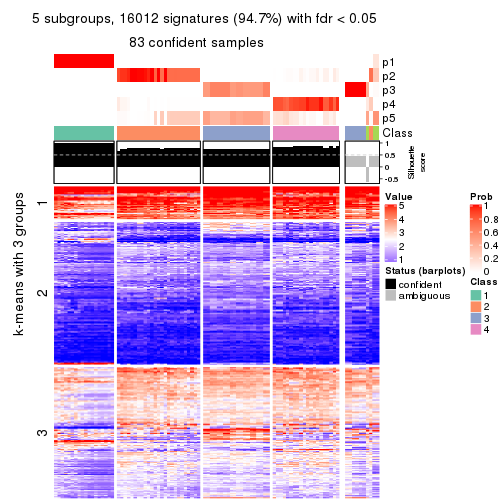 5 subgroups, 16012 signatures (94.7%) with fdr < 0.05
83 confident samples
p1
p2
p3
p4
p5
Class
1
0.5
0
-0.5
Silhouette
score
k-means with 3 groups
1
2
3
Value
5
4
3
2
1
Status (barplots)
confident
ambiguous
Prob
1
0.8
0.6
0.4
0.2
0
Class
1
2
3
4